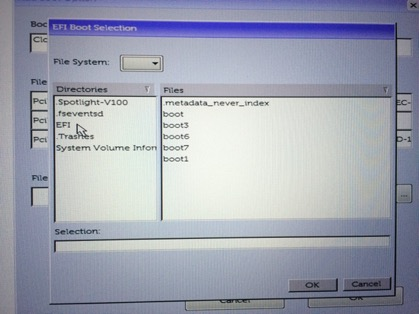 EFI Boot Selection
Boo
Clo
File System:
File
Directories
Files
.Spotlight-V100
.fseventsd
EFI
.Trashes
System Volume Infor
.metadata_never_index
boot
boot3
boot6
boot7
boot1
Pci
EC-
Pci
Pci
D-1
File
...
Selection:
OK
Cancel
Cancel
OK